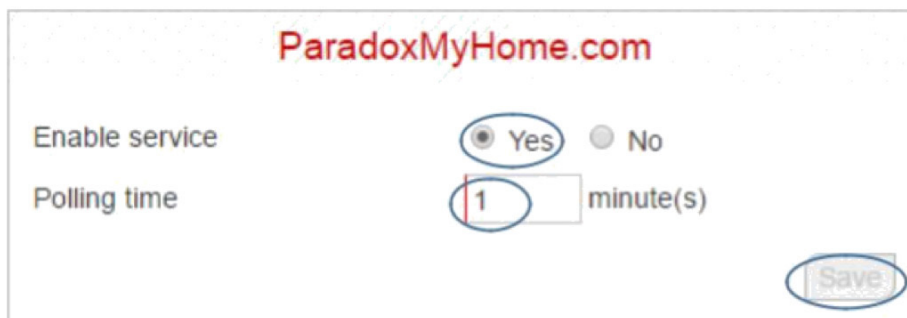 ParadoxMyHome.com
Enable service Yes No
Polling time 1 minute(s)
Save